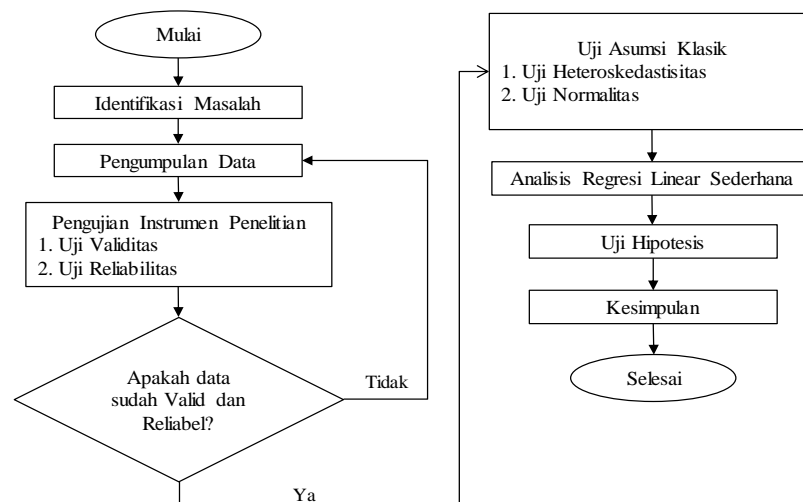 Mulai
Identifikasi Masalah
Pengumpulan Data
Pengujian Instrumen Penelitian
1. Uji Validitas
2. Uji Reliabilitas
Apakah data
sudah Valid dan
Reliabel?
Tidak
Ya
Uji Asumsi Klasik
1. Uji Heteroskedastisitas
2. Uji Normalitas
Analisis Regresi Linear Sederhana
Uji Hipotesis
Kesimpulan
Selesai